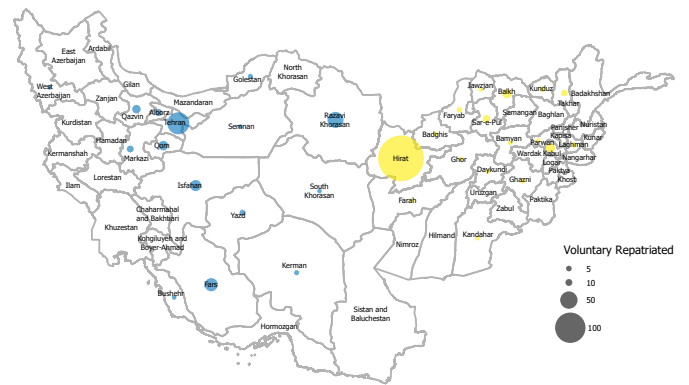 East
Azerbaijan
Ardabil
West
Azerbaijan
Gilan
Zanjan
Mazandaran
Golestan
North
Khorasan
Qazvin
Alborz
Tehran
Semnan
Razavi
Khorasan
Kurdistan
Hamadan
Markazi
Qom
Kermanshah
Ilam
Lorestan
Isfahan
South
Khorasan
Chaharmahal
and Bakhtiari
Yazd
Khuzestan
Kohgiluyeh and
Boyer-Ahmad
Kerman
Fars
Bushehr
Hormozgan
Sistan and
Baluchestan
Hirat
Badghis
Faryab
Jawzjan
Balkh
Kunduz
Badakhshan
Takhar
Sar-e-Pul
Samangan
Baghlan
Panjsher
Nuristan
Kapisa
Kunar
Bamyan
Parwan
Laghman
Ghor
Wardak
Kabul
Nangarhar
Logar
Daykundi
Paktya
Ghazni
Khost
Uruzgan
Paktika
Farah
Zabul
Nimroz
Hilmand
Kandahar
Voluntary Repatriated
5
10
50
100